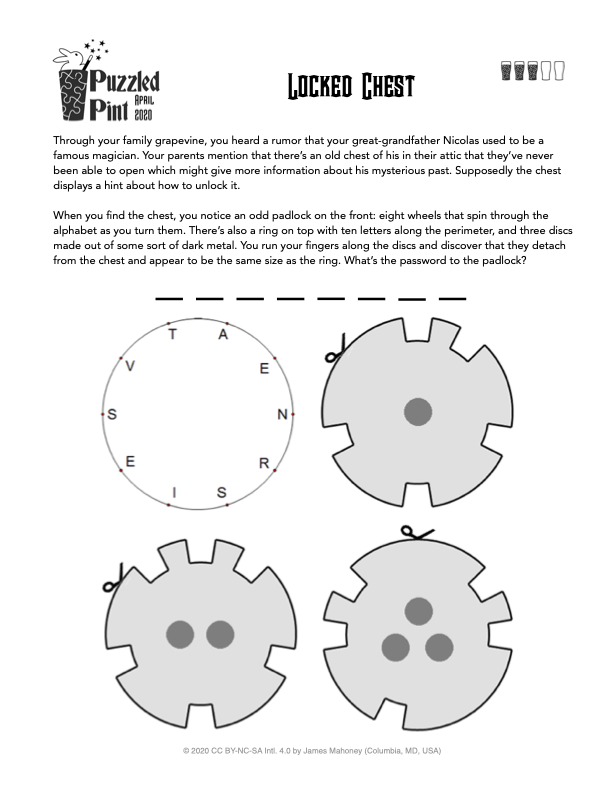 Puzzled
Pint
APRIL
2020
LOCKED CHEST
Through your family grapevine, you heard a rumor that your great-grandfather Nicolas used to be a
famous magician. Your parents mention that there's an old chest of his in their attic that they've never
been able to open which might give more information about his mysterious past. Supposedly the chest
displays a hint about how to unlock it.
When you find the chest, you notice an odd padlock on the front: eight wheels that spin through the
alphabet as you turn them. There's also a ring on top with ten letters along the perimeter, and three discs
made out of some sort of dark metal. You run your fingers along the discs and discover that they detach
from the chest and appear to be the same size as the ring. What's the password to the padlock?
T A
V E
S N
E R
I S
© 2020 CC BY-NC-SA Intl. 4.0 by James Mahoney (Columbia, MD, USA)